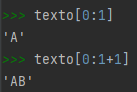 >>> texto[0:1]
'A'
>>> texto[0:1+1]
'AB'